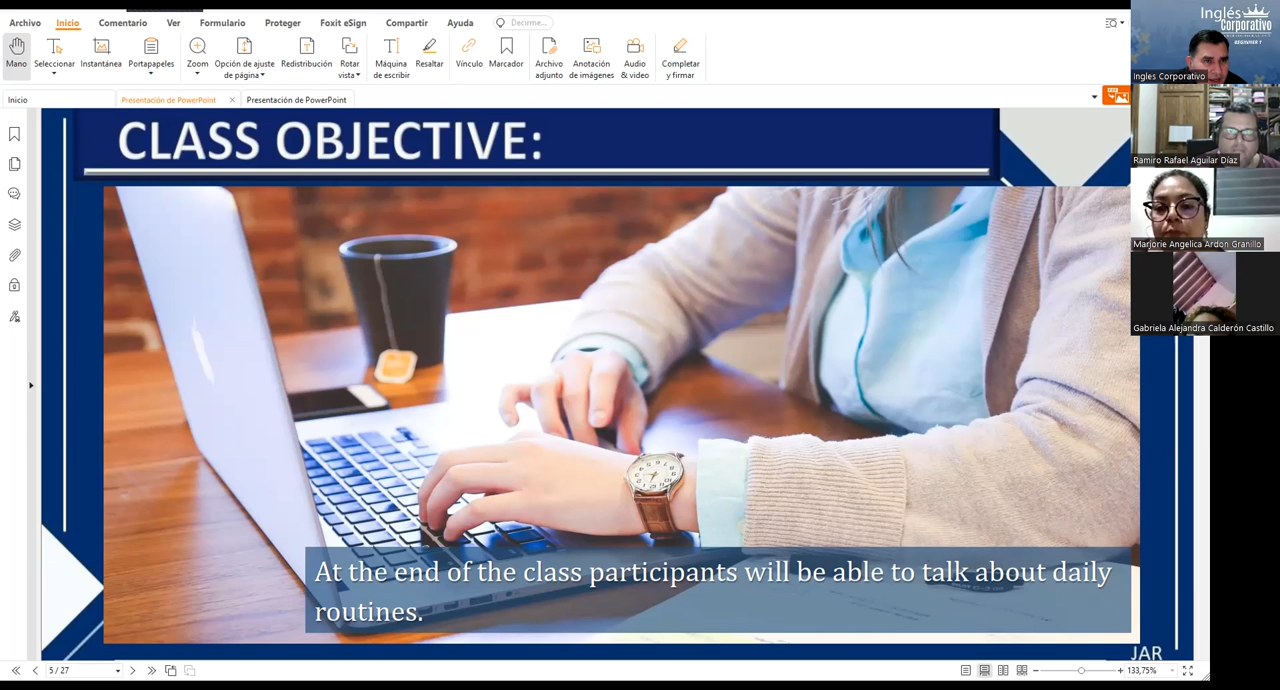 Archivo Inicio Comentario Ver Formulario Proteger Foxit eSign Compartir Ayuda Decirme...
Mano Seleccionar Instantánea Portapapeles Zoom Opción de ajuste de página Redistribución Rotar vista Máquina de escribir Resaltar Vínculo Marcador Archivo adjunto Anotación de imágenes Audio & video Completar y firmar
Inicio Presentación de PowerPoint Presentación de PowerPoint
CLASS OBJECTIVE:
At the end of the class participants will be able to talk about daily
routines.
JAR
5 / 27
133,75%
Inglés
Corporativo
BEGINNER 1
Ingles Corporativo
Ramiro Rafael Aguilar Díaz
Marjorie Angelica Ardon Granillo
Gabriela Alejandra Calderón Castillo